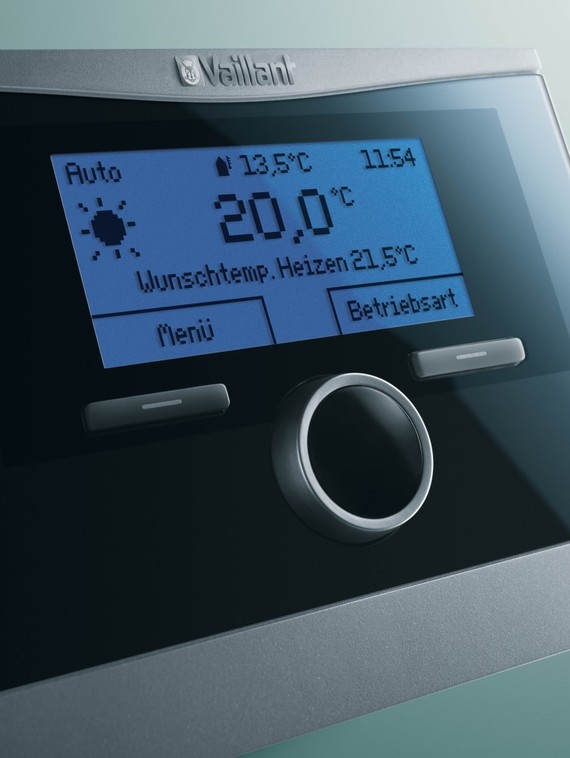 Vaillant
Auto 13,5°C 11:54
20,0°C
Wunschtemp. Heizen 21,5°C
Menü Betriebsart